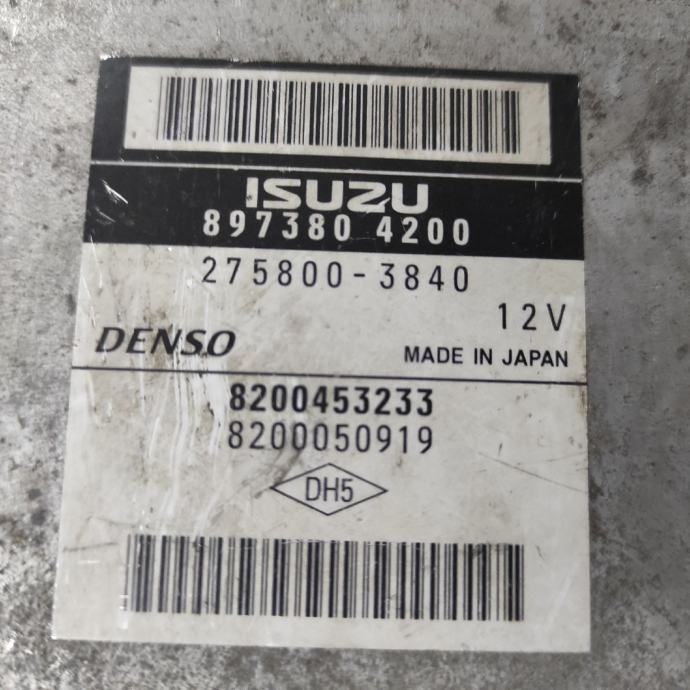 ISUZU
897380 4200
275800-3840
12V
DENSO MADE IN JAPAN
8200453233
8200050919
DH5